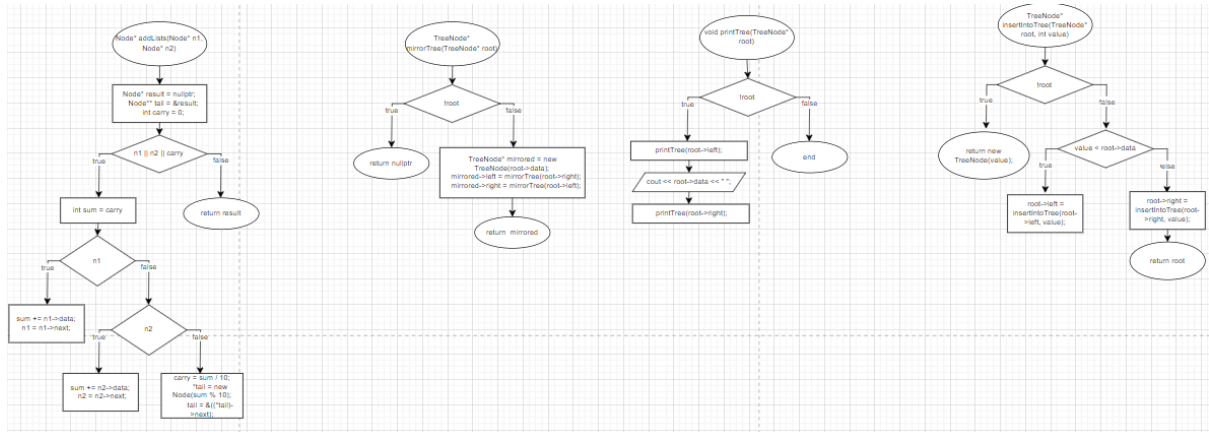 Node* addLists(Node* n1,
Node* n2)
Node* result = nullptr;
Node** tail = &result;
int carry = 0;
n1 || n2 || carry
true
false
int sum = carry
return result
n1
true
false
sum += n1->data;
n1 = n1->next;
n2
true
false
sum += n2->data;
n2 = n2->next;
carry = sum / 10;
*tail = new
Node(sum % 10);
tail = &((*tail)-
>next);
TreeNode*
mirrorTree(TreeNode* root)
!root
true
false
return nullptr
TreeNode* mirrored = new
TreeNode(root->data);
mirrored->left = mirrorTree(root->right);
mirrored->right = mirrorTree(root->left);
return mirrored
void printTree(TreeNode*
root)
!root
true
false
printTree(root->left);
end
cout << root->data << " ";
printTree(root->right);
TreeNode*
insertIntoTree(TreeNode*
root, int value)
!root
true
false
return new
TreeNode(value);
value < root->data
true
else
root->left =
insertIntoTree(root-
>left, value);
root->right =
insertIntoTree(root-
>right, value);
return root